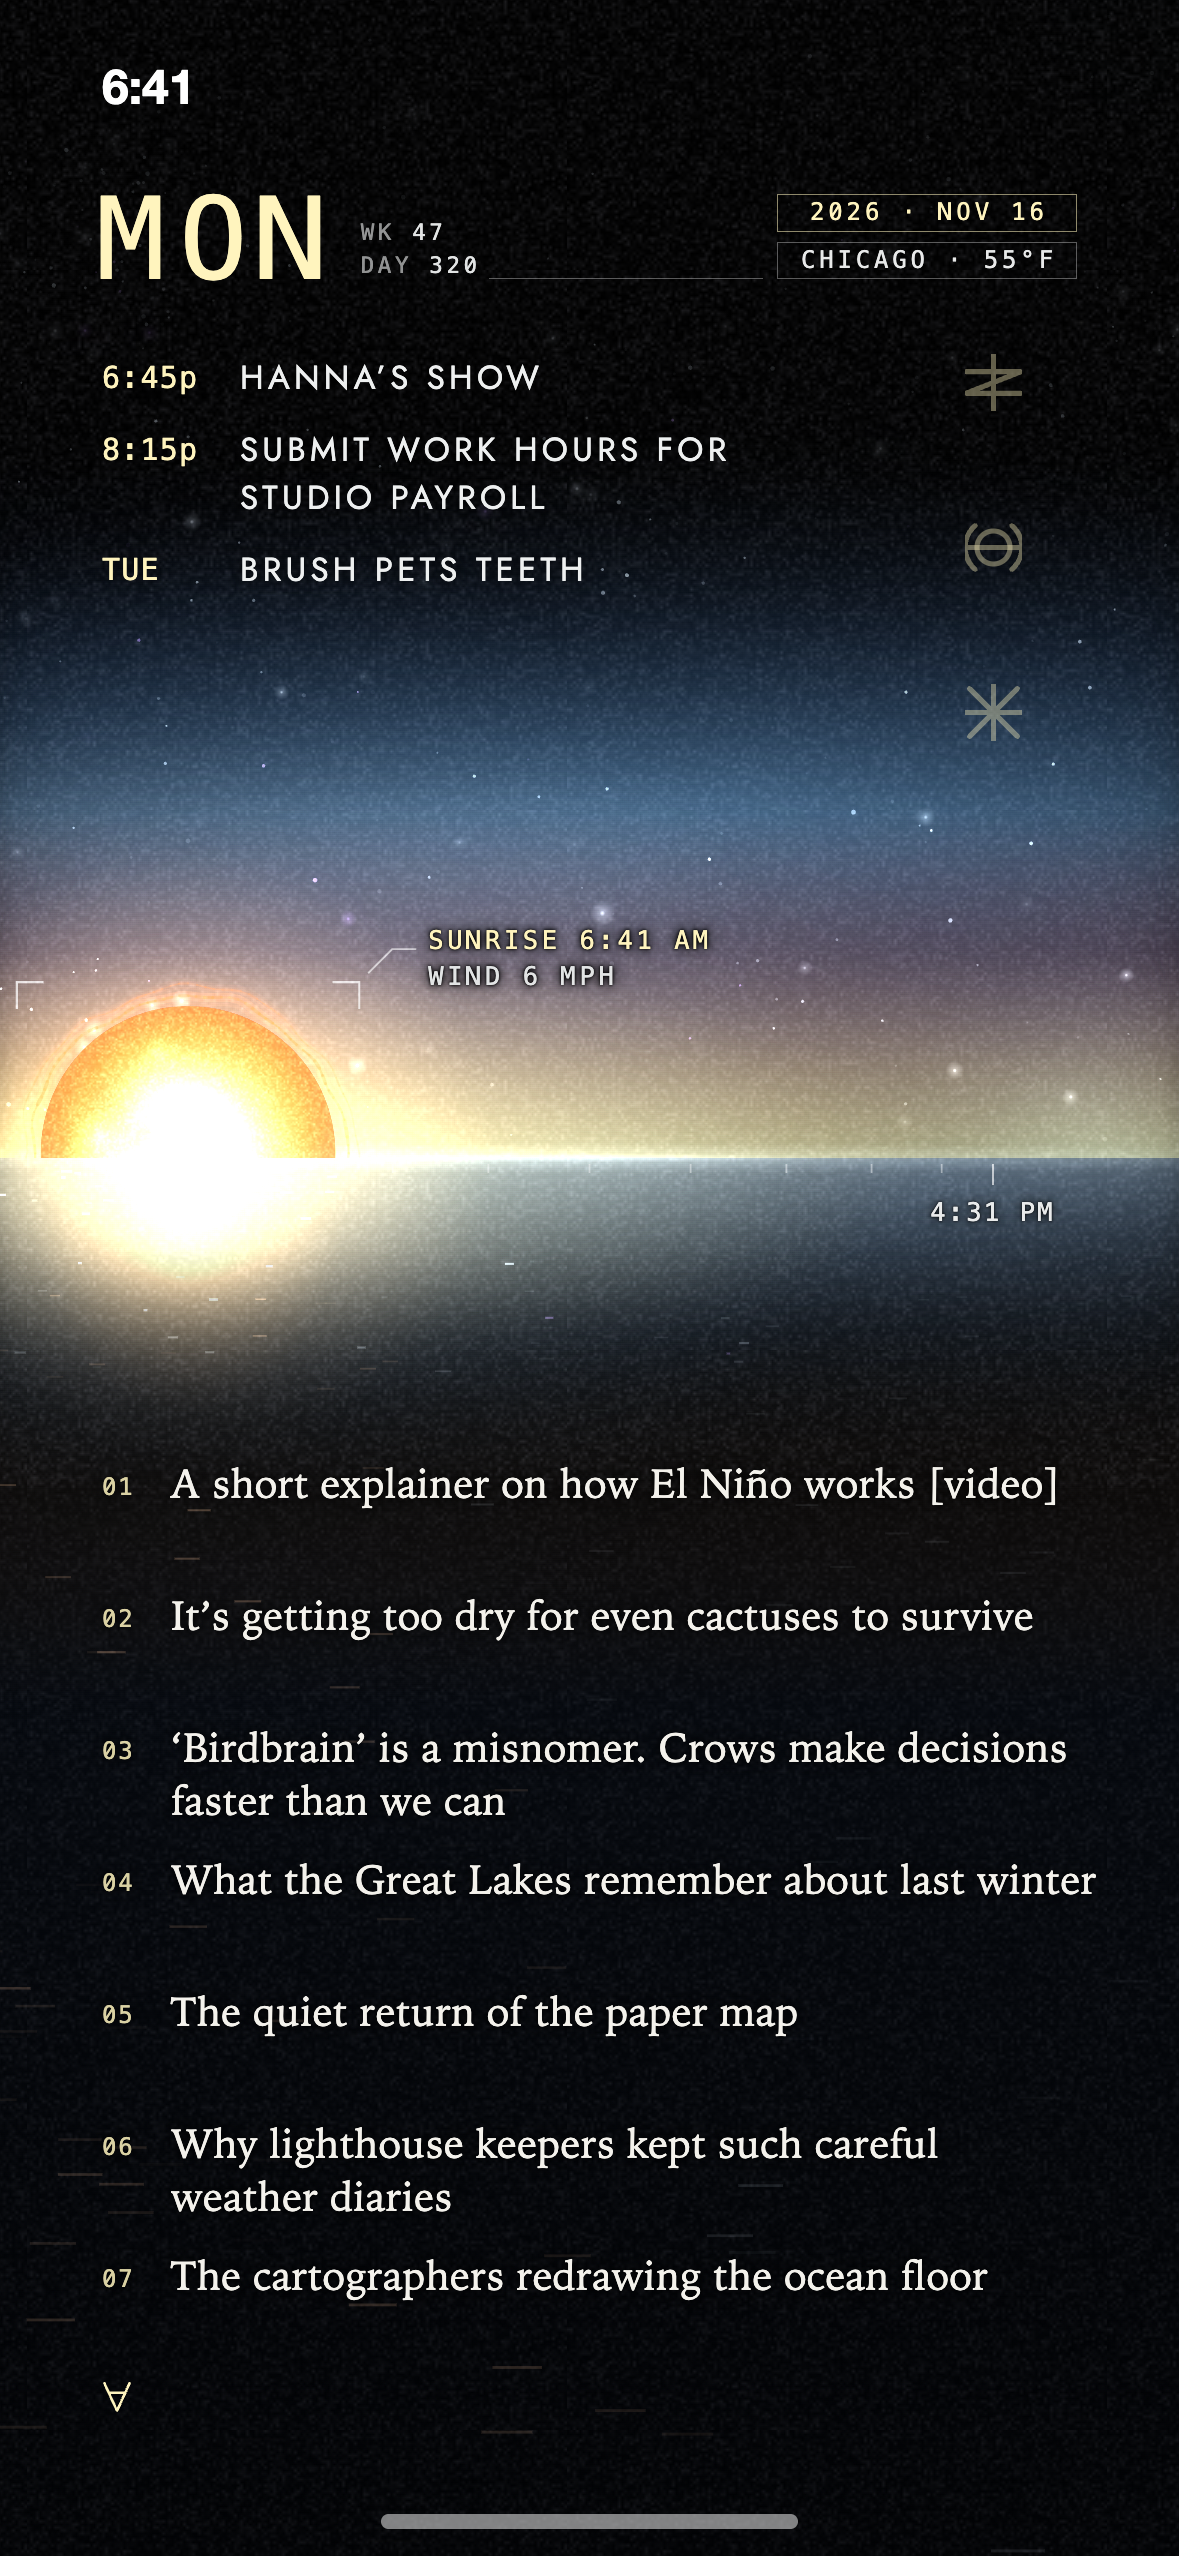 6:41
MON
WK 47
DAY 320
2026 · NOV 16
CHICAGO · 55°F
6:45p HANNA’S SHOW
8:15p SUBMIT WORK HOURS FOR
STUDIO PAYROLL
TUE BRUSH PETS TEETH
SUNRISE 6:41 AM
WIND 6 MPH
4:31 PM
01 A short explainer on how El Niño works [video]
02 It’s getting too dry for even cactuses to survive
03 ‘Birdbrain’ is a misnomer. Crows make decisions
faster than we can
04 What the Great Lakes remember about last winter
05 The quiet return of the paper map
06 Why lighthouse keepers kept such careful
weather diaries
07 The cartographers redrawing the ocean floor